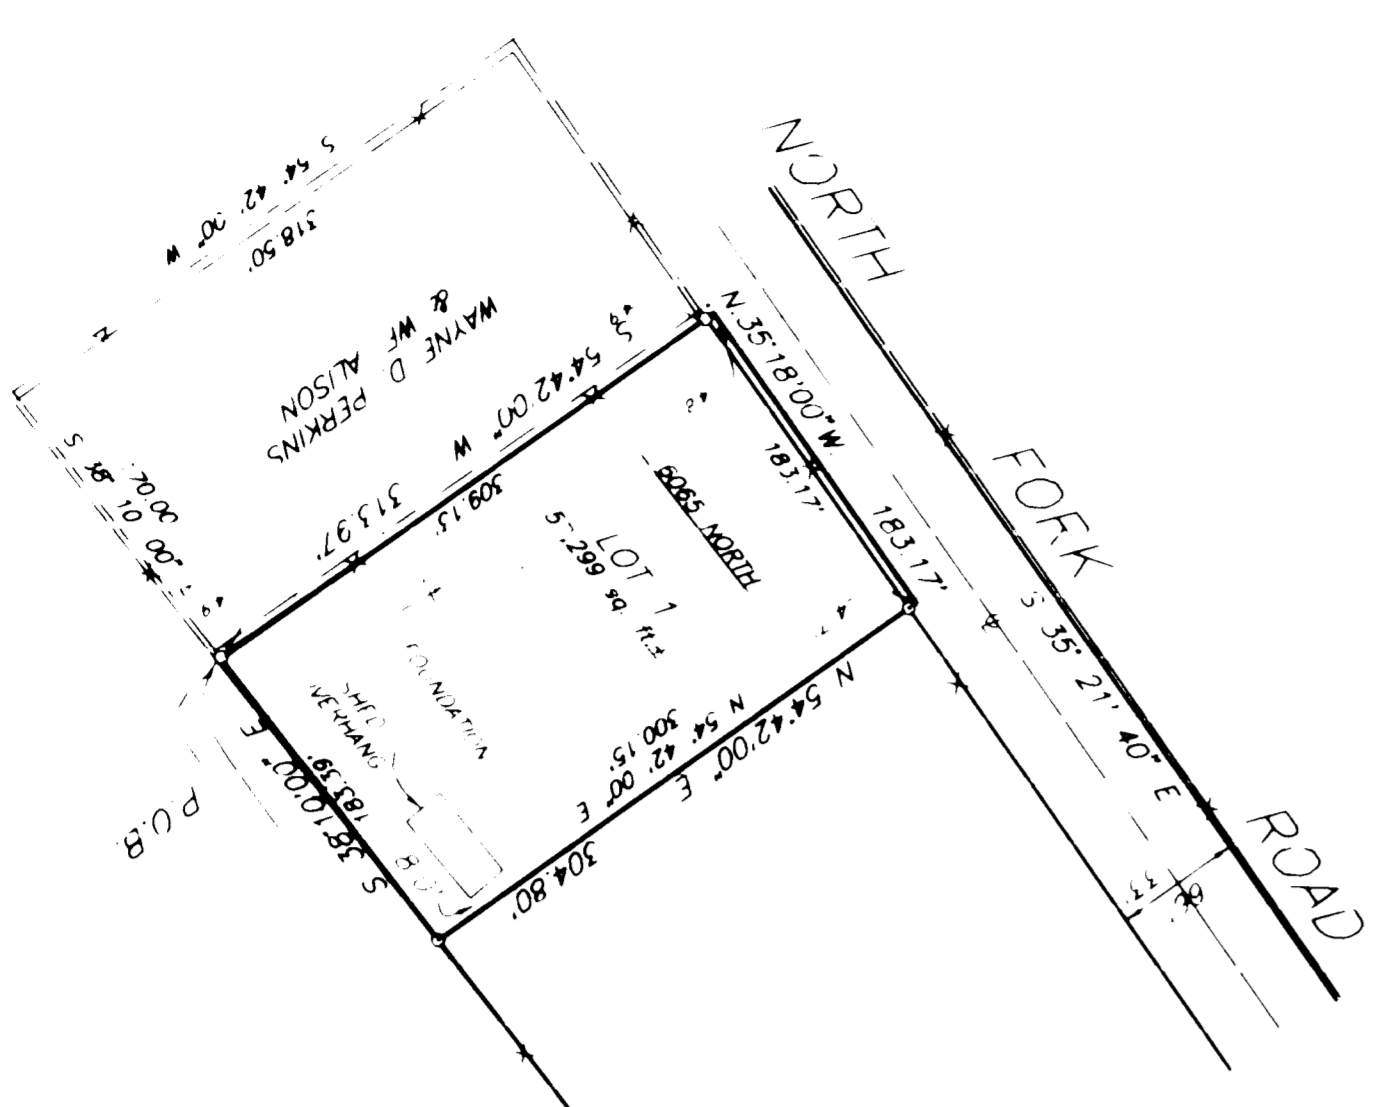 NORTH
FORK
ROAD
S 54° 42' 00" W
318.50'
WAYNE D. PERKINS
& WF ALISON
N.35°18'00"W.
183.17'
183.17'
S 54°42'00" W
309.15'
313.97'
6065 NORTH
LOT 1
sq. ft.±
FOUNDATION
SHED
S 10' 00"
70.00
P.U.B.
S 38°10'00" E
183.39'
N 54° 42' 00" E
300.15'
N 54°42'00" E
304.80'
S 35° 21' 40" E
33'